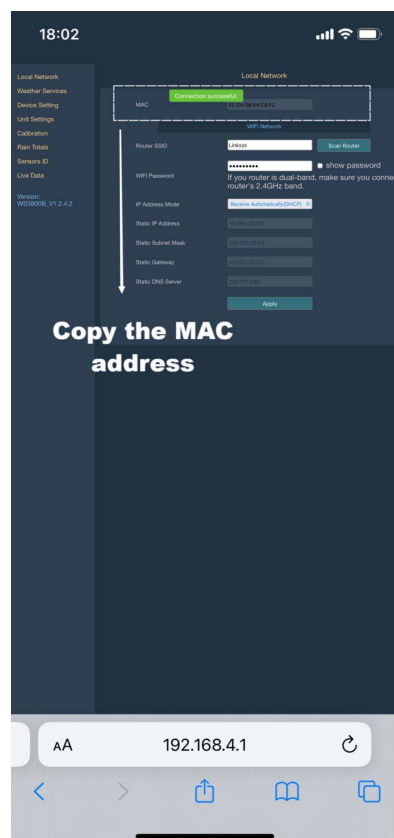 18:02
Local Network
Weather Services
Device Setting
Unit Settings
Calibration
Rain Totals
Sensors ID
Live Data
Version:
WS3800B_V1.2.4.2
Local Network
Connection successful.
MAC
WiFi Network
Router SSID
Linksys
Scan Router
WIFI Password
•••••••••
show password
If you router is dual-band, make sure you conne
router's 2.4GHz band.
IP Address Mode
Receive Automatically(DHCP)
Static IP Address
Static Subnet Mask
Static Gateway
Static DNS Server
Apply
Copy the MAC
address
AA
192.168.4.1